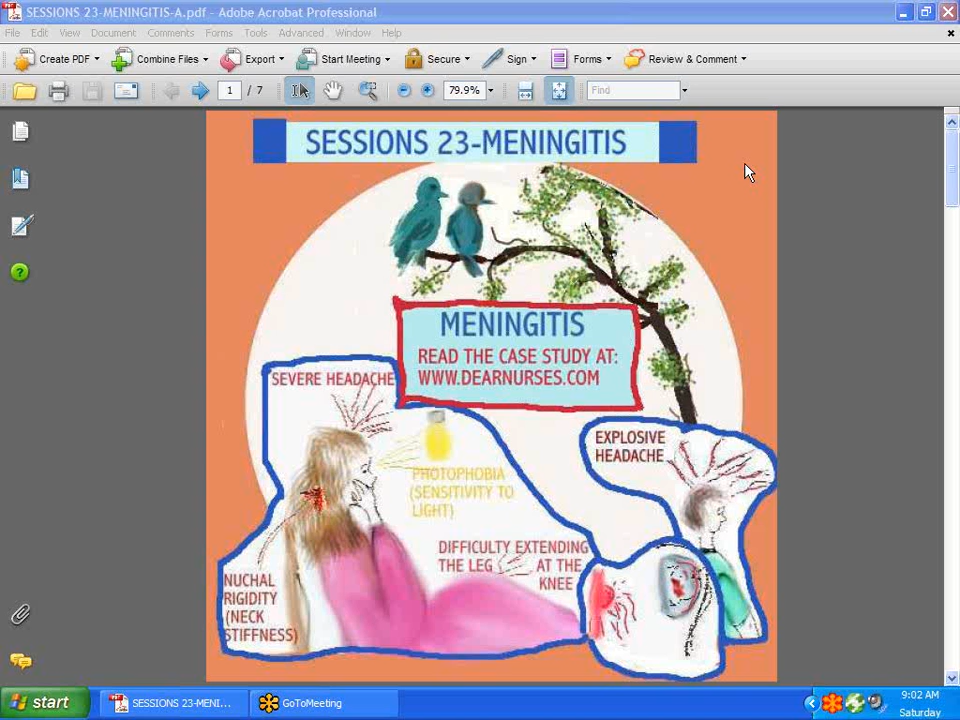 SESSIONS 23-MENINGITIS-A.pdf - Adobe Acrobat Professional
File Edit View Document Comments Forms Tools Advanced Window Help
Create PDF Combine Files Export Start Meeting Secure Sign Forms Review & Comment
1 / 7 79.9% Find
SESSIONS 23-MENINGITIS
MENINGITIS
READ THE CASE STUDY AT:
WWW.DEARNURSES.COM
SEVERE HEADACHE
EXPLOSIVE
HEADACHE
PHOTOPHOBIA
(SENSITIVITY TO
LIGHT)
DIFFICULTY EXTENDING
THE LEG AT THE
KNEE
NUCHAL
RIGIDITY
(NECK
STIFFNESS)
start SESSIONS 23-MENI... GoToMeeting 9:02 AM
Saturday